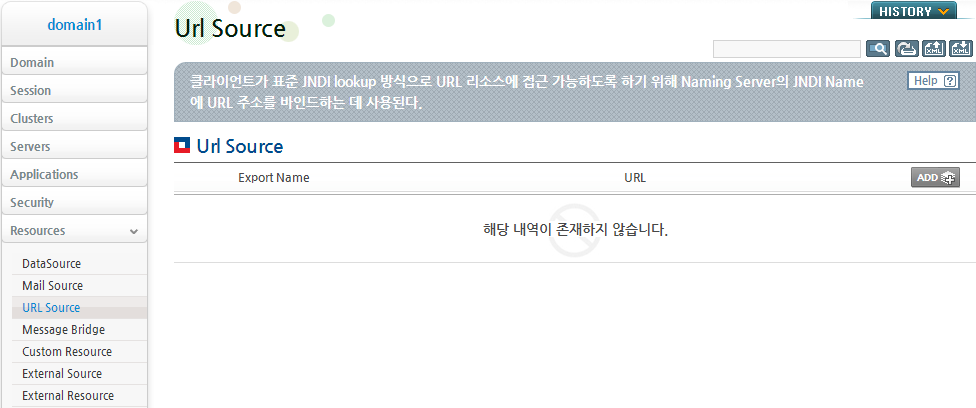 domain1
Domain
Session
Clusters
Servers
Applications
Security
Resources
DataSource
Mail Source
URL Source
Message Bridge
Custom Resource
External Source
External Resource
HISTORY
Url Source
클라이언트가 표준 JNDI lookup 방식으로 URL 리소스에 접근 가능하도록 하기 위해 Naming Server의 JNDI Name
에 URL 주소를 바인드하는 데 사용된다.
Help ?
Url Source
Export Name URL ADD
해당 내역이 존재하지 않습니다.